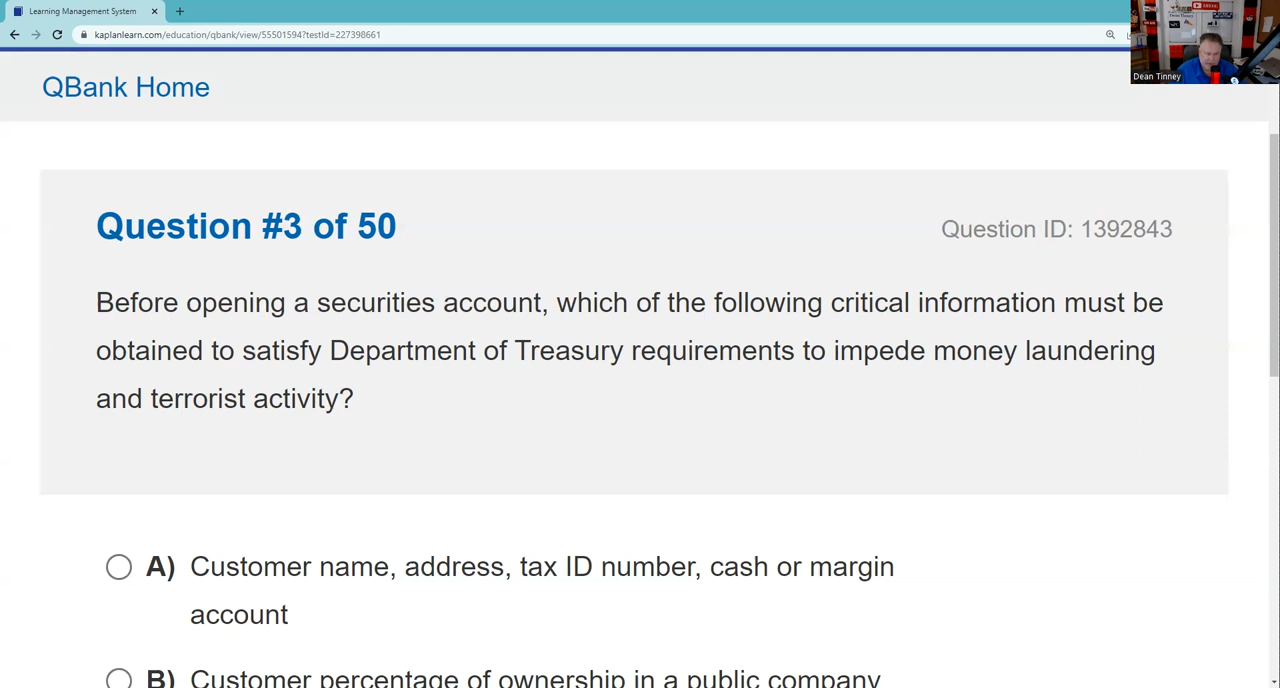 Learning Management System
kaplanlearn.com/education/qbank/view/55501594?testId=227398661
Dean Tinney
QBank Home
Question #3 of 50
Question ID: 1392843
Before opening a securities account, which of the following critical information must be
obtained to satisfy Department of Treasury requirements to impede money laundering
and terrorist activity?
A) Customer name, address, tax ID number, cash or margin
account
B) Customer percentage of ownership in a public company